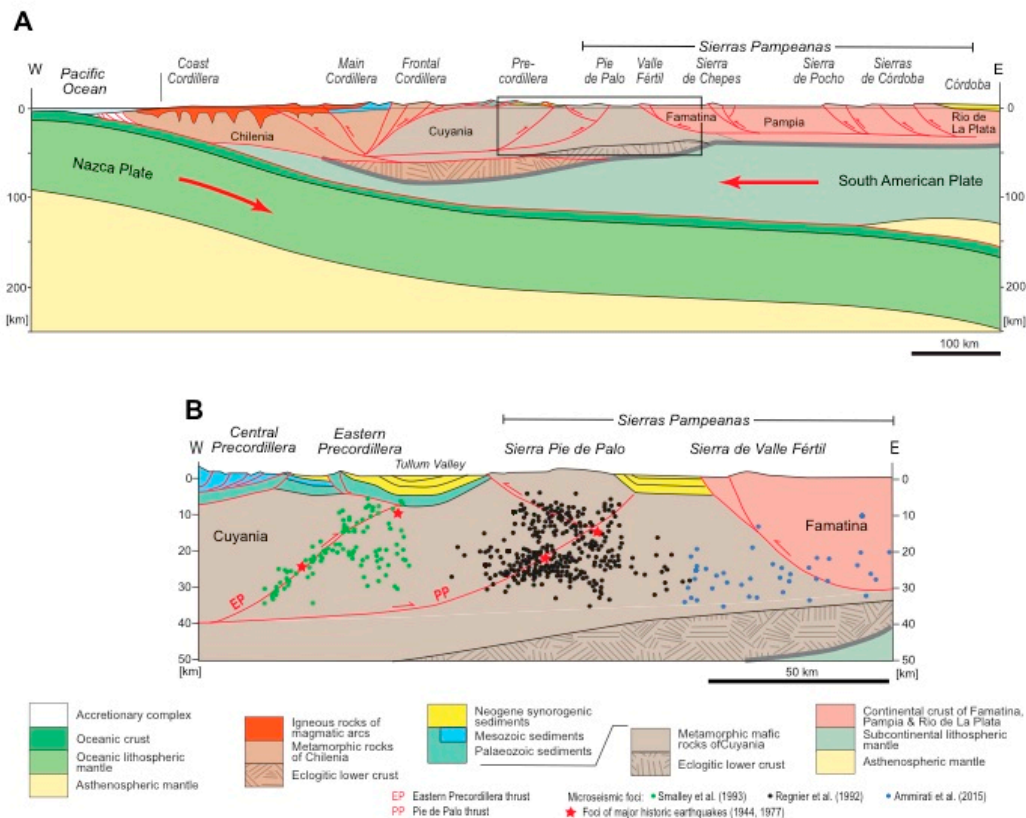 A
Sierras Pampeanas
W
Pacific
Ocean
Coast
Cordillera
Main
Cordillera
Frontal
Cordillera
Pre-
cordillera
Pie
de Palo
Valle
Fértil
Sierra
de Chepes
Sierra
de Pocho
Sierras
de Córdoba
Córdoba
E
0
Chilenia
Cuyania
Famatina
Pampia
Rio de
La Plata
0
Nazca Plate
South American Plate
100
100
200
200
[km]
[km]
100 km
B
Sierras Pampeanas
W
Central
Precordillera
Eastern
Precordillera
Tullum Valley
Sierra Pie de Palo
Sierra de Valle Fértil
E
0
0
10
10
Cuyania
Famatina
20
20
30
30
EP
PP
40
40
50
50
[km]
[km]
50 km
Accretionary complex
Oceanic crust
Oceanic lithospheric
mantle
Asthenospheric mantle
Igneous rocks of
magmatic arcs
Metamorphic rocks
of Chilenia
Eclogitic lower crust
Neogene synorogenic
sediments
Mesozoic sediments
Palaeozoic sediments
Metamorphic mafic
rocks of Cuyania
Eclogitic lower crust
Continental crust of Famatina,
Pampia & Rio de La Plata
Subcontinental lithospheric
mantle
Asthenospheric mantle
EP Eastern Precordillera thrust
PP Pie de Palo thrust
Microseismic foci: Smalley et al. (1993) Regnier et al. (1992) Ammirati et al. (2015)
Foci of major historic earthquakes (1944, 1977)